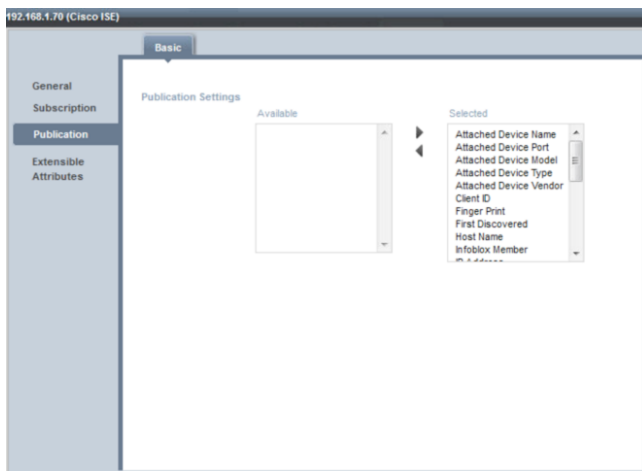 192.168.1.70 (Cisco ISE)
Basic
General
Subscription
Publication
Extensible
Attributes
Publication Settings
Available
Selected
Attached Device Name
Attached Device Port
Attached Device Model
Attached Device Type
Attached Device Vendor
Client ID
Finger Print
First Discovered
Host Name
Infoblox Member
IP Address